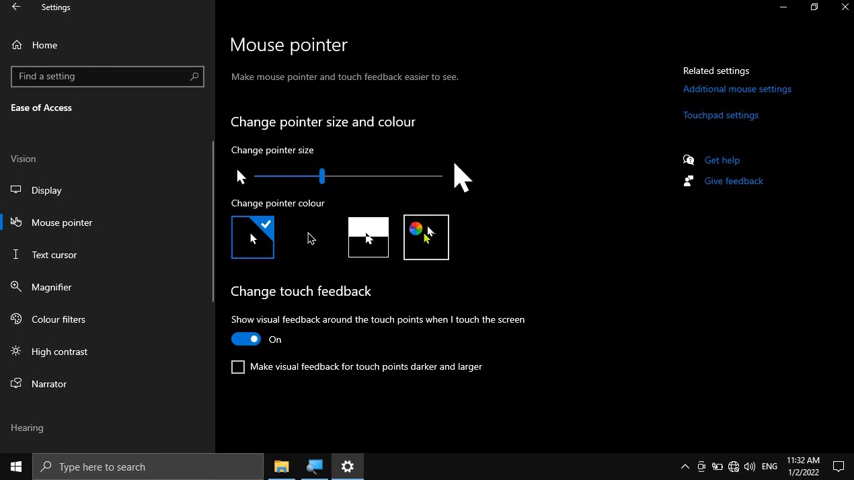 Settings
Home
Find a setting
Ease of Access
Vision
Display
Mouse pointer
Text cursor
Magnifier
Colour filters
High contrast
Narrator
Hearing
Mouse pointer
Make mouse pointer and touch feedback easier to see.
Change pointer size and colour
Change pointer size
Change pointer colour
Change touch feedback
Show visual feedback around the touch points when I touch the screen
On
Make visual feedback for touch points darker and larger
Related settings
Additional mouse settings
Touchpad settings
Get help
Give feedback
Type here to search
ENG
11:32 AM
1/2/2022